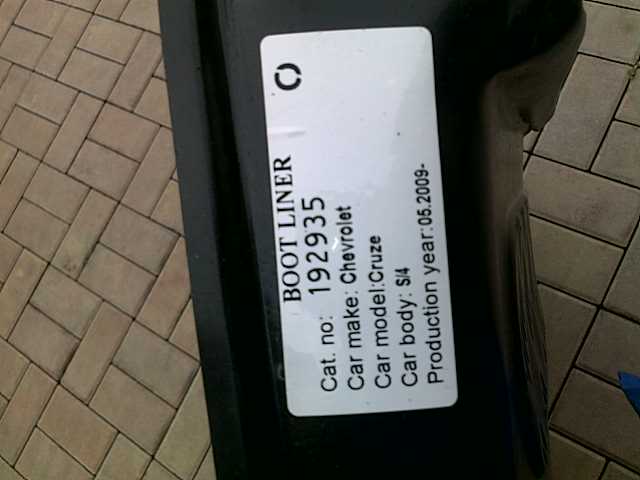 BOOT LINER
Cat. no: 192935
Car make: Chevrolet
Car model:Cruze
Car body: S/4
Production year:05.2009-